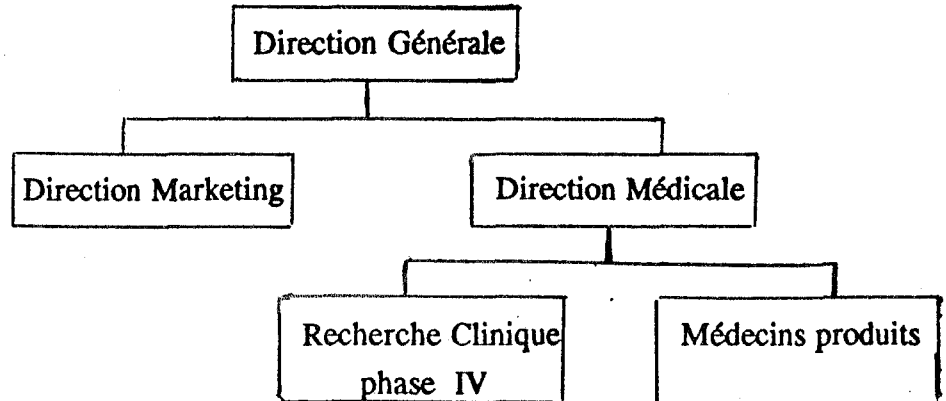 Direction Générale
Direction Marketing
Direction Médicale
Recherche Clinique
phase IV
Médecins produits